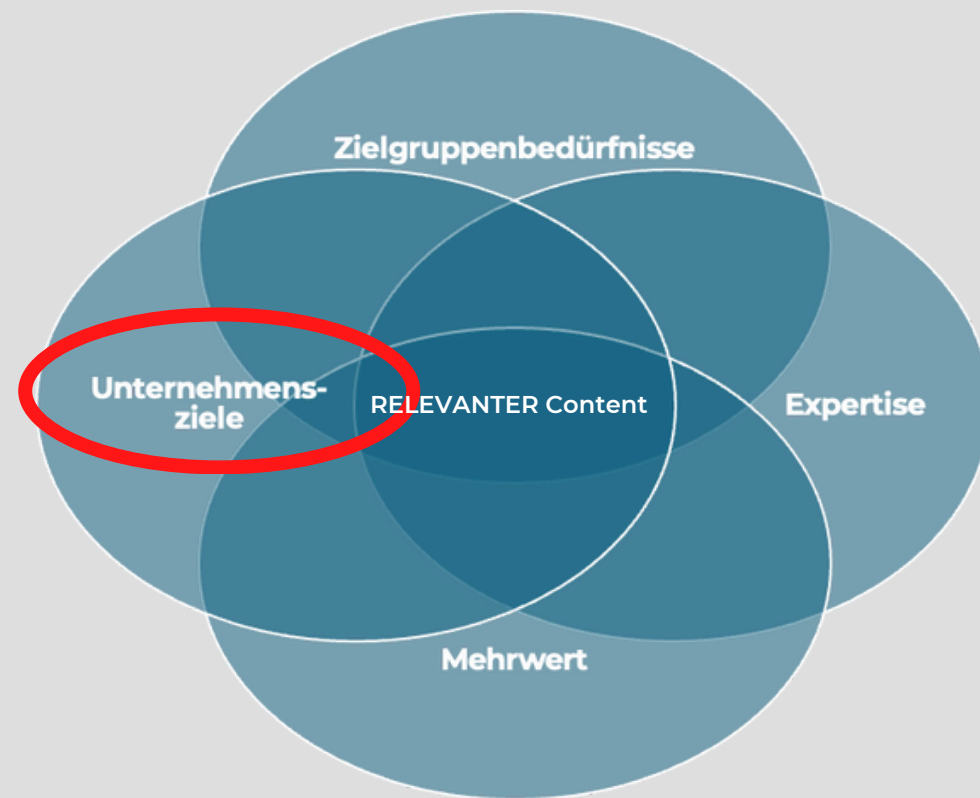 Zielgruppenbedürfnisse
Unternehmens-
ziele
RELEVANTER Content
Expertise
Mehrwert